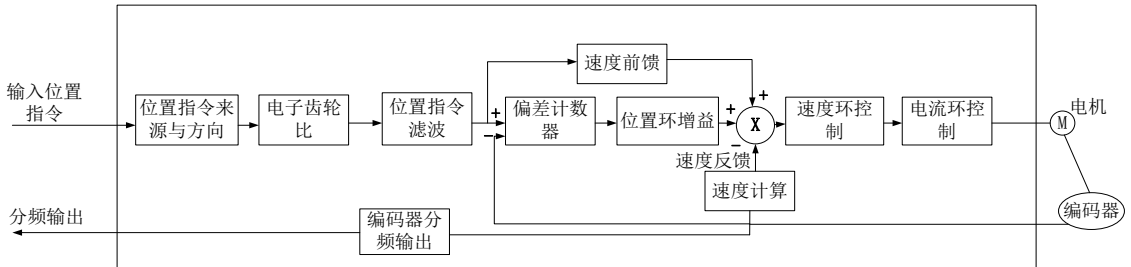 速度前馈
输入位置
指令
位置指令来
源与方向
电子齿轮
比
位置指令
滤波
+
−
偏差计数
器
位置环增益
+
+
X
−
速度反馈
速度环控
制
电流环控
制
M
电机
速度计算
编码器
分频输出
编码器分
频输出